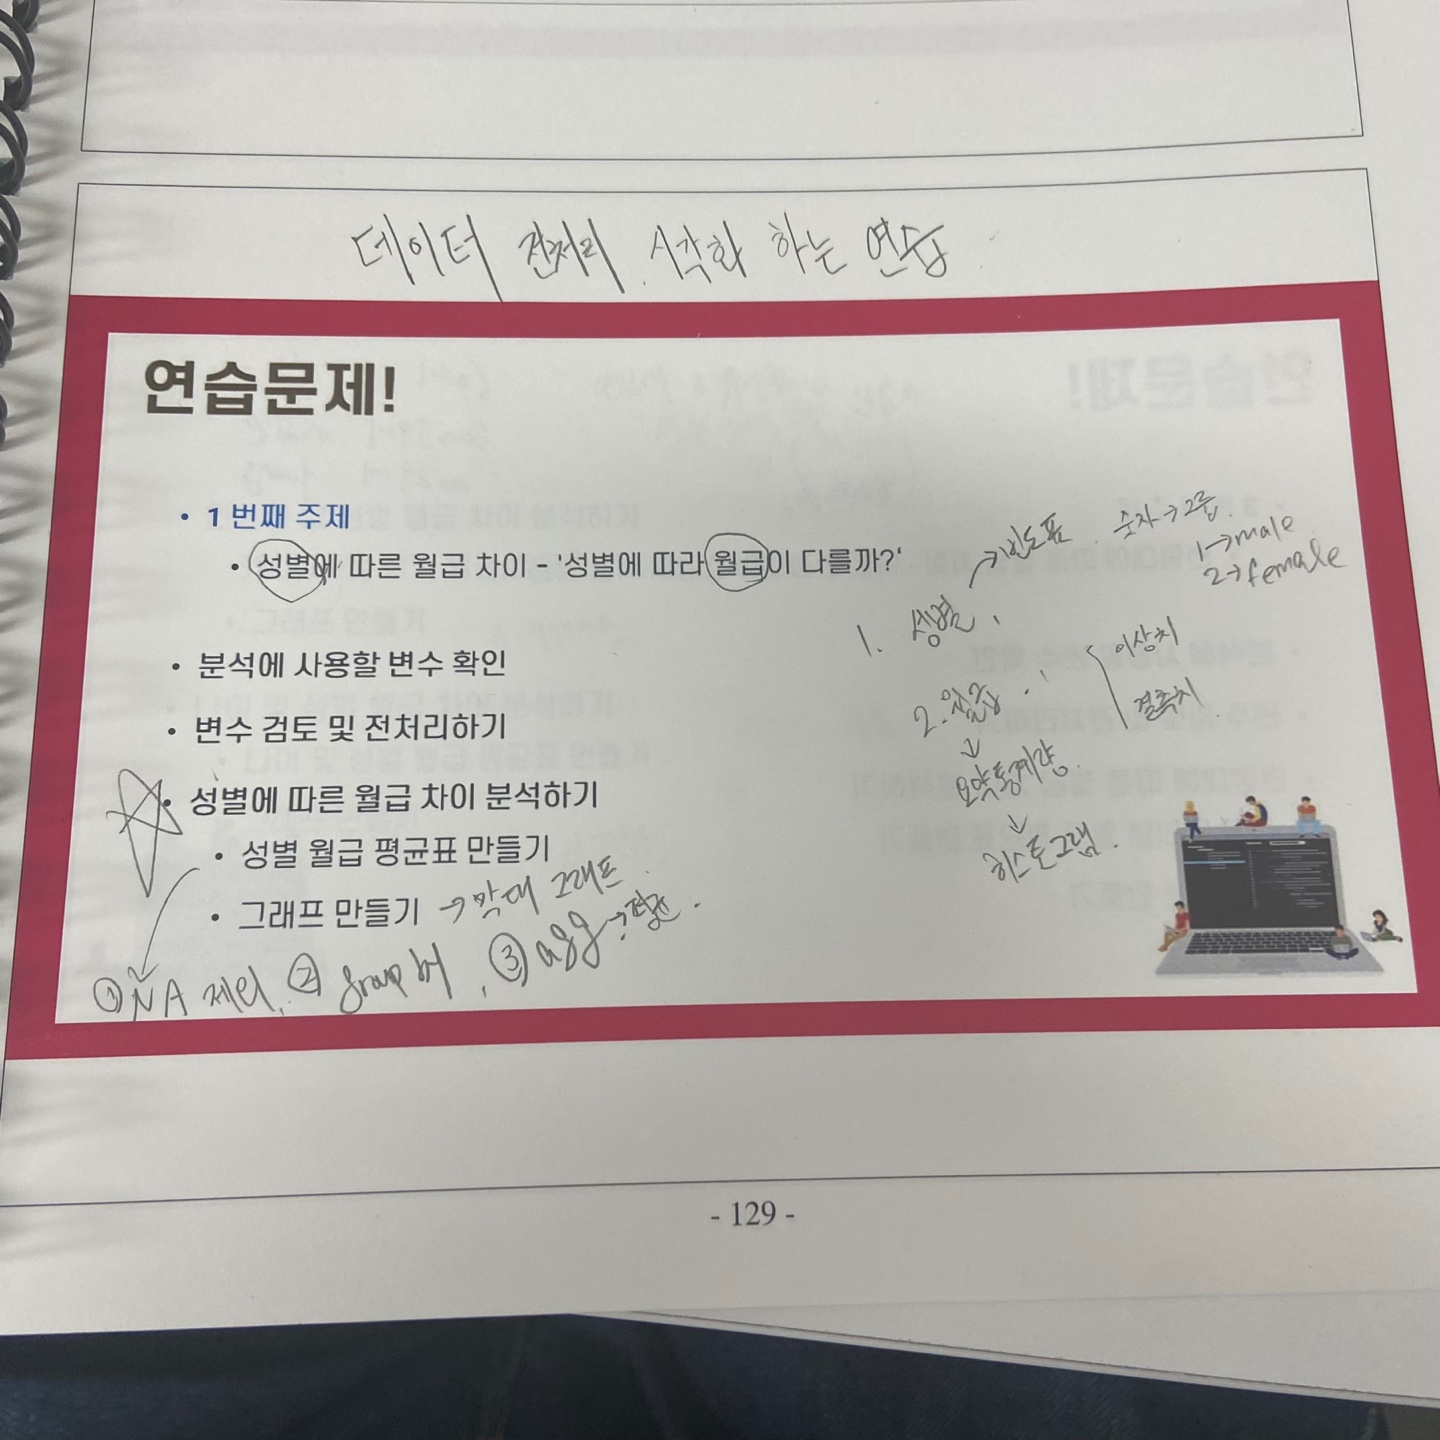 데이터 전처리, 시각화 하는 연습
연습문제!
• 1 번째 주제
• 성별에 따른 월급 차이 - '성별에 따라 월급이 다를까?'
• 분석에 사용할 변수 확인
• 변수 검토 및 전처리하기
• 성별에 따른 월급 차이 분석하기
• 성별 월급 평균표 만들기
• 그래프 만들기 → 막대 그래프.
① NA 제외, ② group by, ③ agg → 평균.
1. 성별, → 빈도표. 숫자→그룹.
1→male
2→female
2. 월급.
이상치
결측치
↓
요약통계량.
↓
히스토그램.
- 129 -